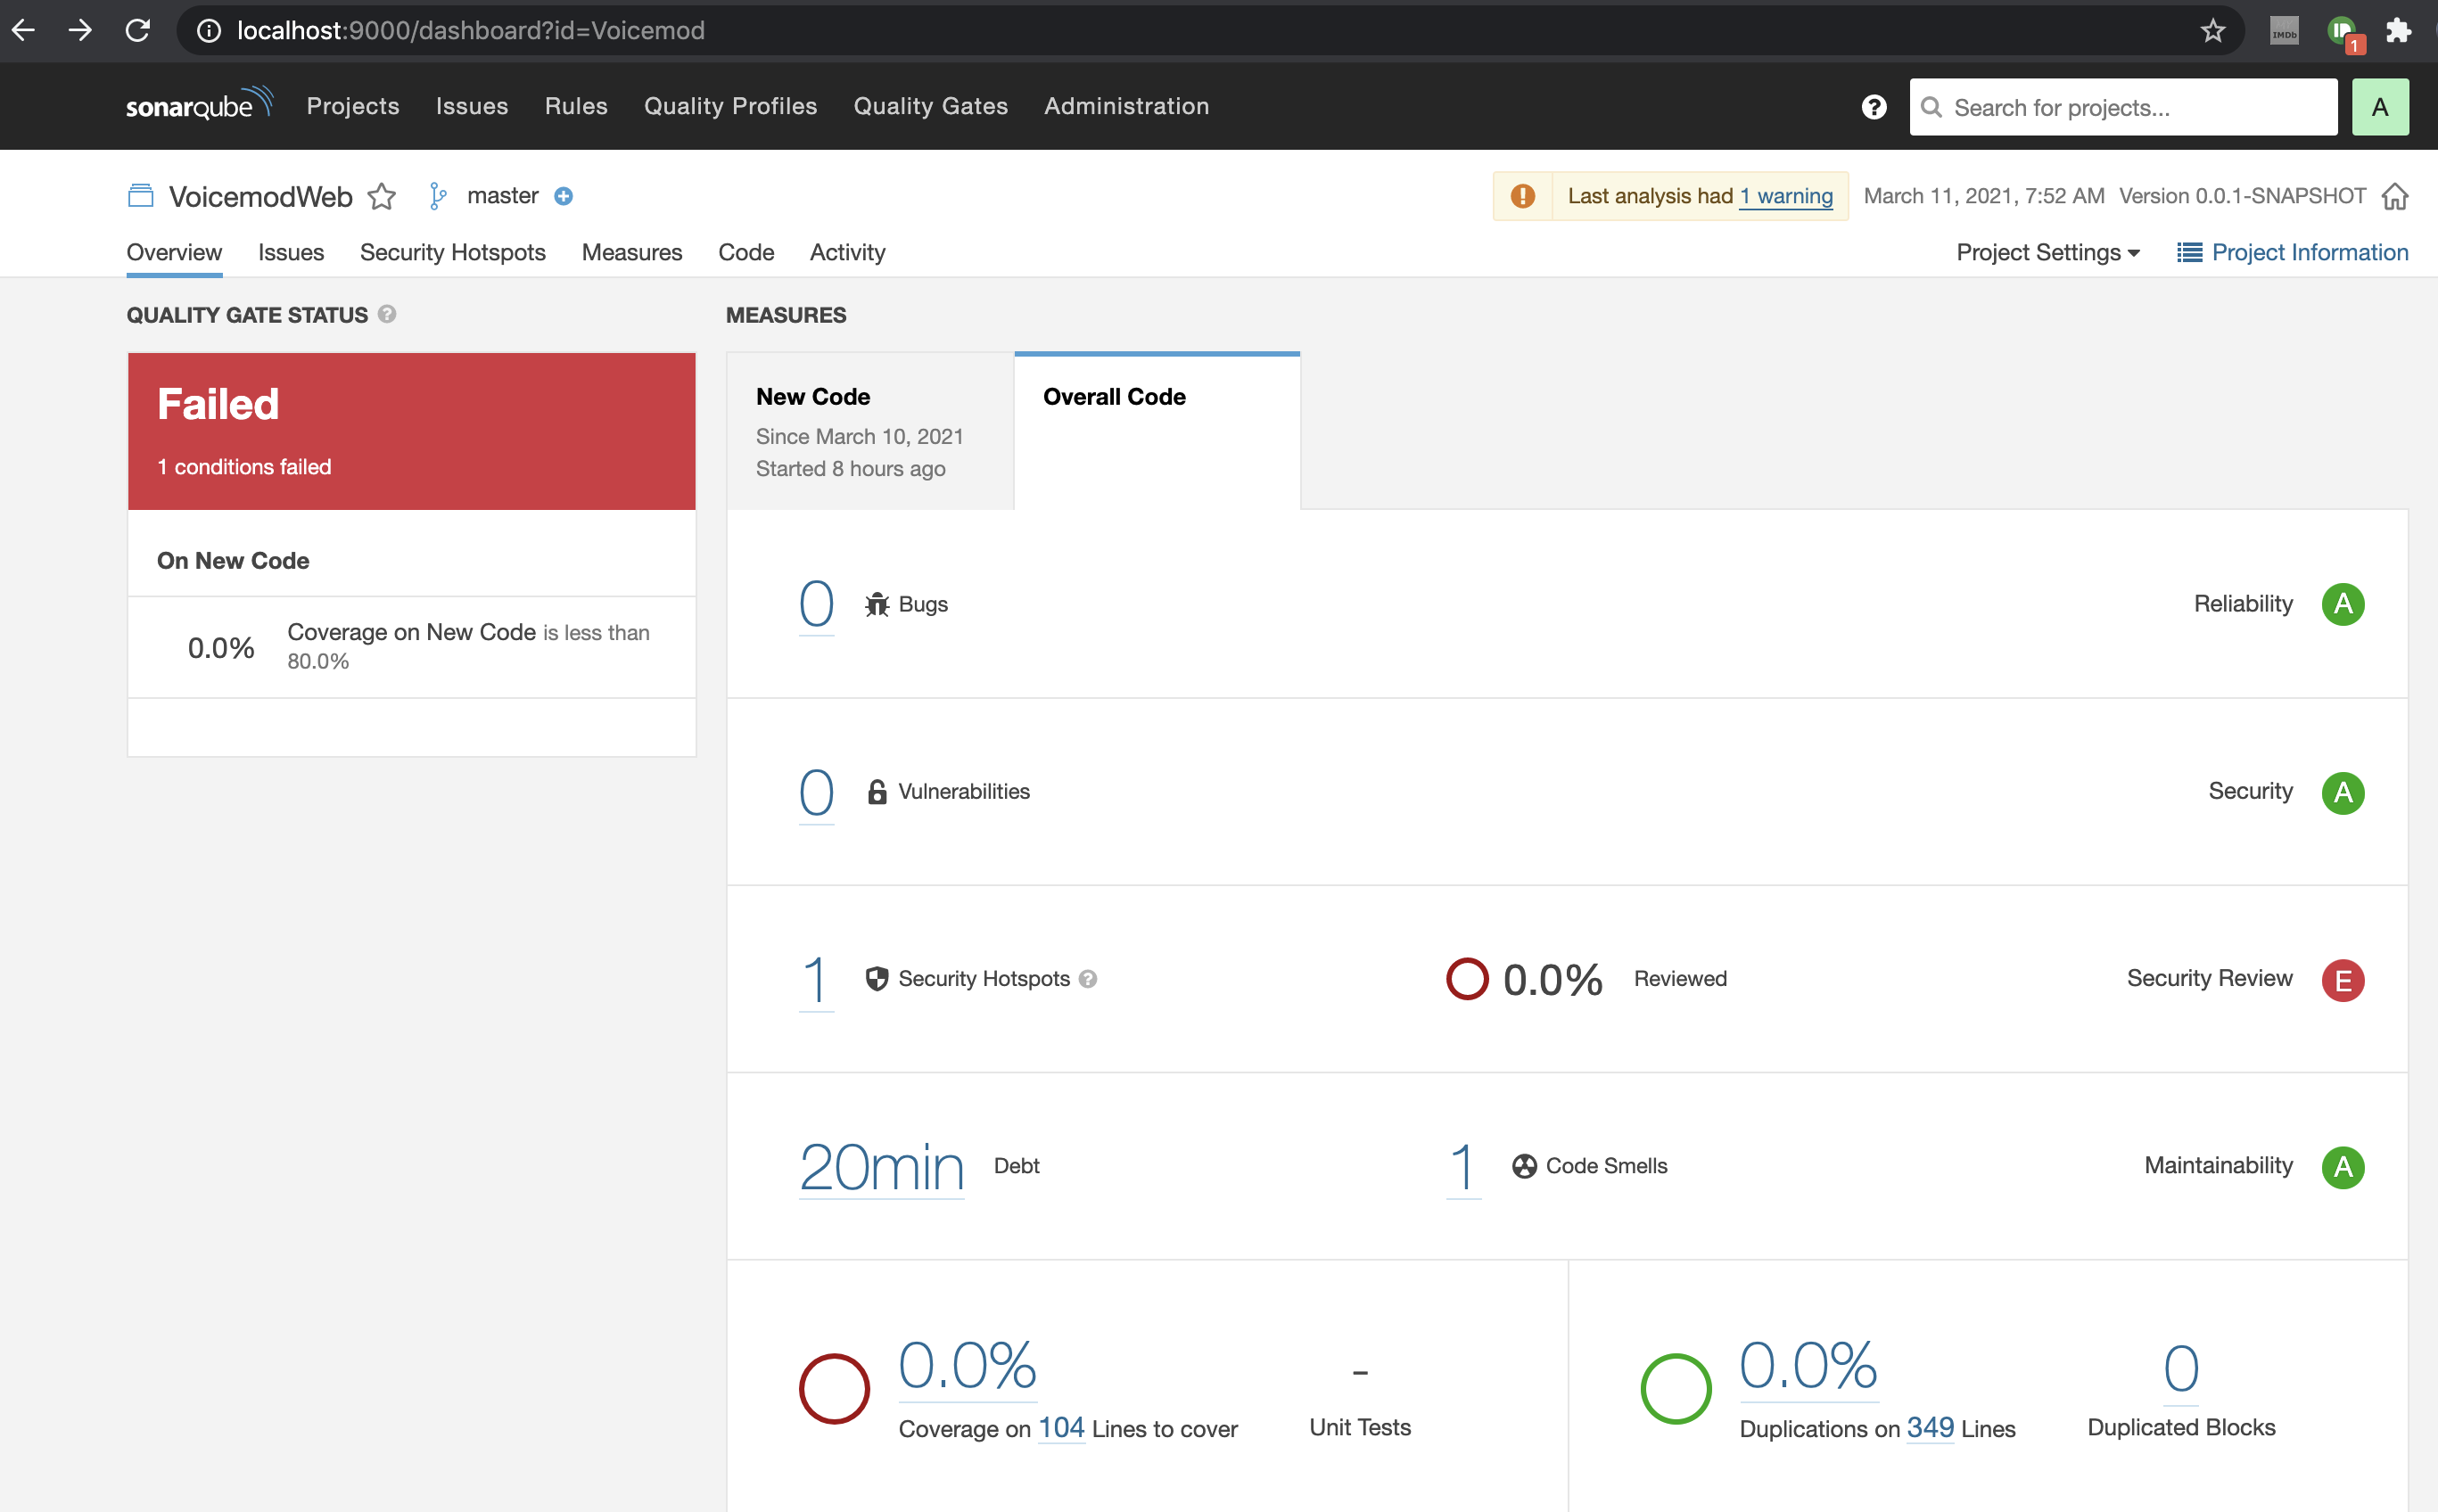 localhost:9000/dashboard?id=Voicemod
IMDb
1
sonarqube
Projects Issues Rules Quality Profiles Quality Gates Administration
Search for projects...
A
VoicemodWeb master
Last analysis had 1 warning
March 11, 2021, 7:52 AM Version 0.0.1-SNAPSHOT
Overview Issues Security Hotspots Measures Code Activity
Project Settings Project Information
QUALITY GATE STATUS
Failed
1 conditions failed
On New Code
0.0% Coverage on New Code is less than
80.0%
MEASURES
New Code
Since March 10, 2021
Started 8 hours ago
Overall Code
0 Bugs Reliability A
0 Vulnerabilities Security A
1 Security Hotspots 0.0% Reviewed Security Review E
20min Debt 1 Code Smells Maintainability A
0.0%
Coverage on 104 Lines to cover
-
Unit Tests
0.0%
Duplications on 349 Lines
0
Duplicated Blocks